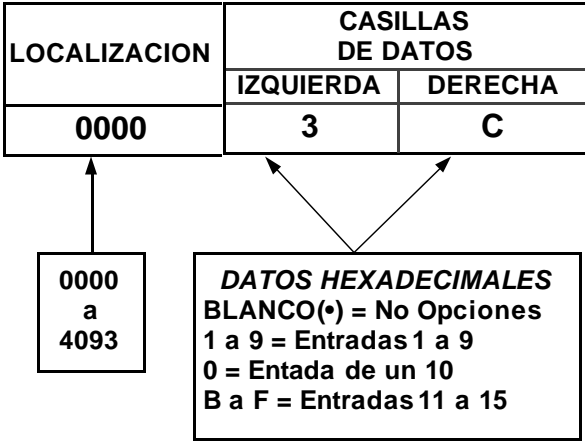 LOCALIZACION
CASILLAS
DE DATOS
IZQUIERDA DERECHA
0000 3 C
0000
a
4093
DATOS HEXADECIMALES
BLANCO(•) = No Opciones
1 a 9 = Entradas 1 a 9
0 = Entada de un 10
B a F = Entradas 11 a 15